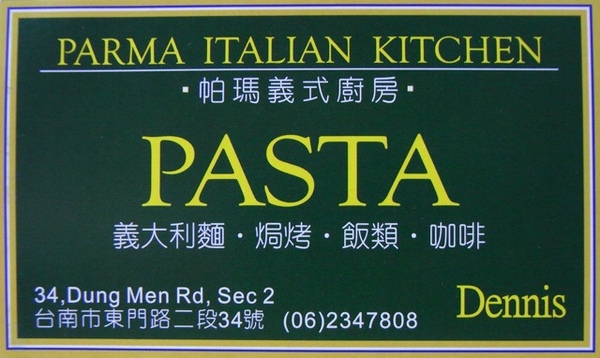 PARMA ITALIAN KITCHEN
▪帕瑪義式廚房▪
PASTA
義大利麵・焗烤・飯類・咖啡
34,Dung Men Rd, Sec 2
台南市東門路二段34號 (06)2347808
Dennis